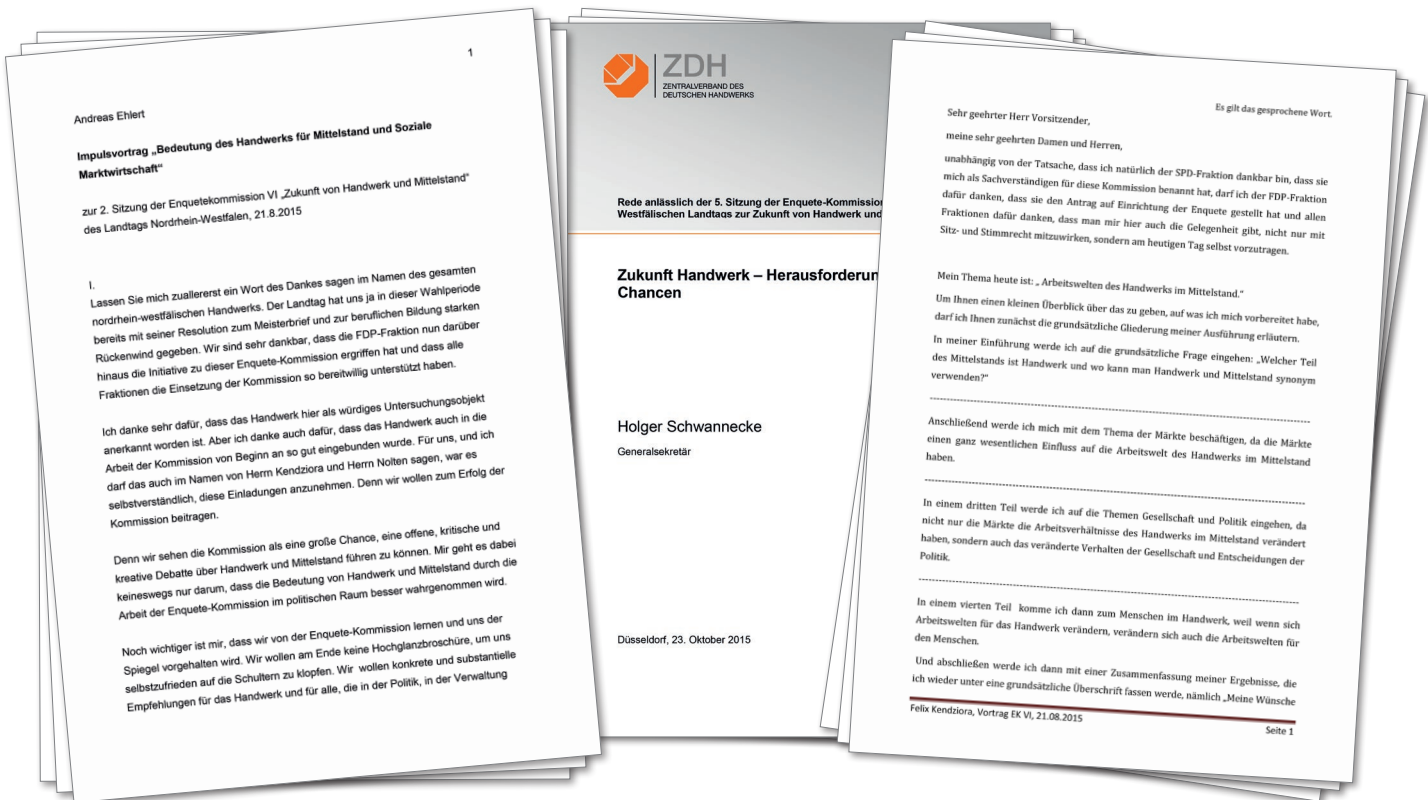 1
Andreas Ehlert
Impulsvortrag „Bedeutung des Handwerks für Mittelstand und Soziale
Marktwirtschaft“
zur 2. Sitzung der Enquetekommission VI „Zukunft von Handwerk und Mittelstand“
des Landtags Nordrhein-Westfalen, 21.8.2015
I.
Lassen Sie mich zuallererst ein Wort des Dankes sagen im Namen des gesamten
nordrhein-westfälischen Handwerks. Der Landtag hat uns ja in dieser Wahlperiode
bereits mit seiner Resolution zum Meisterbrief und zur beruflichen Bildung starken
Rückenwind gegeben. Wir sind sehr dankbar, dass die FDP-Fraktion nun darüber
hinaus die Initiative zu dieser Enquete-Kommission ergriffen hat und dass alle
Fraktionen die Einsetzung der Kommission so bereitwillig unterstützt haben.
Ich danke sehr dafür, dass das Handwerk hier als würdiges Untersuchungsobjekt
anerkannt worden ist. Aber ich danke auch dafür, dass das Handwerk auch in die
Arbeit der Kommission von Beginn an so gut eingebunden wurde. Für uns, und ich
darf das auch im Namen von Herrn Kendziora und Herrn Nolten sagen, war es
selbstverständlich, diese Einladungen anzunehmen. Denn wir wollen zum Erfolg der
Kommission beitragen.
Denn wir sehen die Kommission als eine große Chance, eine offene, kritische und
kreative Debatte über Handwerk und Mittelstand führen zu können. Mir geht es dabei
keineswegs nur darum, dass die Bedeutung von Handwerk und Mittelstand durch die
Arbeit der Enquete-Kommission im politischen Raum besser wahrgenommen wird.
Noch wichtiger ist mir, dass wir von der Enquete-Kommission lernen und uns der
Spiegel vorgehalten wird. Wir wollen am Ende keine Hochglanzbroschüre, um uns
selbstzufrieden auf die Schultern zu klopfen. Wir wollen konkrete und substantielle
Empfehlungen für das Handwerk und für alle, die in der Politik, in der Verwaltung
ZDH
ZENTRALVERBAND DES
DEUTSCHEN HANDWERKS
Rede anlässlich der 5. Sitzung der Enquete-Kommission
Westfälischen Landtags zur Zukunft von Handwerk und
Zukunft Handwerk – Herausforderun
Chancen
Holger Schwannecke
Generalsekretär
Düsseldorf, 23. Oktober 2015
Es gilt das gesprochene Wort.
Sehr geehrter Herr Vorsitzender,
meine sehr geehrten Damen und Herren,
unabhängig von der Tatsache, dass ich natürlich der SPD-Fraktion dankbar bin, dass sie
mich als Sachverständigen für diese Kommission benannt hat, darf ich der FDP-Fraktion
dafür danken, dass sie den Antrag auf Einrichtung der Enquete gestellt hat und allen
Fraktionen dafür danken, dass man mir hier auch die Gelegenheit gibt, nicht nur mit
Sitz- und Stimmrecht mitzuwirken, sondern am heutigen Tag selbst vorzutragen.
Mein Thema heute ist: „ Arbeitswelten des Handwerks im Mittelstand.“
Um Ihnen einen kleinen Überblick über das zu geben, auf was ich mich vorbereitet habe,
darf ich Ihnen zunächst die grundsätzliche Gliederung meiner Ausführung erläutern.
In meiner Einführung werde ich auf die grundsätzliche Frage eingehen: „Welcher Teil
des Mittelstands ist Handwerk und wo kann man Handwerk und Mittelstand synonym
verwenden?“
Anschließend werde ich mich mit dem Thema der Märkte beschäftigen, da die Märkte
einen ganz wesentlichen Einfluss auf die Arbeitswelt des Handwerks im Mittelstand
haben.
In einem dritten Teil werde ich auf die Themen Gesellschaft und Politik eingehen, da
nicht nur die Märkte die Arbeitsverhältnisse des Handwerks im Mittelstand verändert
haben, sondern auch das veränderte Verhalten der Gesellschaft und Entscheidungen der
Politik.
In einem vierten Teil komme ich dann zum Menschen im Handwerk, weil wenn sich
Arbeitswelten für das Handwerk verändern, verändern sich auch die Arbeitswelten für
den Menschen.
Und abschließen werde ich dann mit einer Zusammenfassung meiner Ergebnisse, die
ich wieder unter eine grundsätzliche Überschrift fassen werde, nämlich „Meine Wünsche
Felix Kendziora, Vortrag EK VI, 21.08.2015
Seite 1